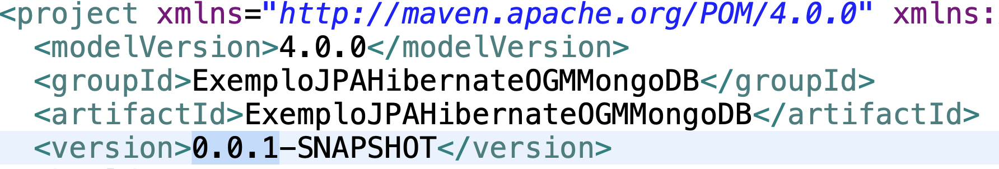 <project xmlns="http://maven.apache.org/POM/4.0.0" xmlns:
<modelVersion>4.0.0</modelVersion>
<groupId>ExemploJPAHibernateOGMMongoDB</groupId>
<artifactId>ExemploJPAHibernateOGMMongoDB</artifactId>
<version>0.0.1-SNAPSHOT</version>